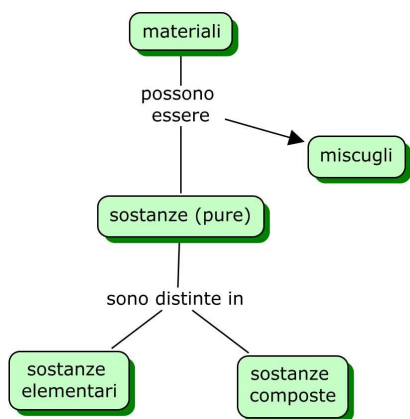 materiali
possono
essere
miscugli
sostanze (pure)
sono distinte in
sostanze
elementari
sostanze
composte